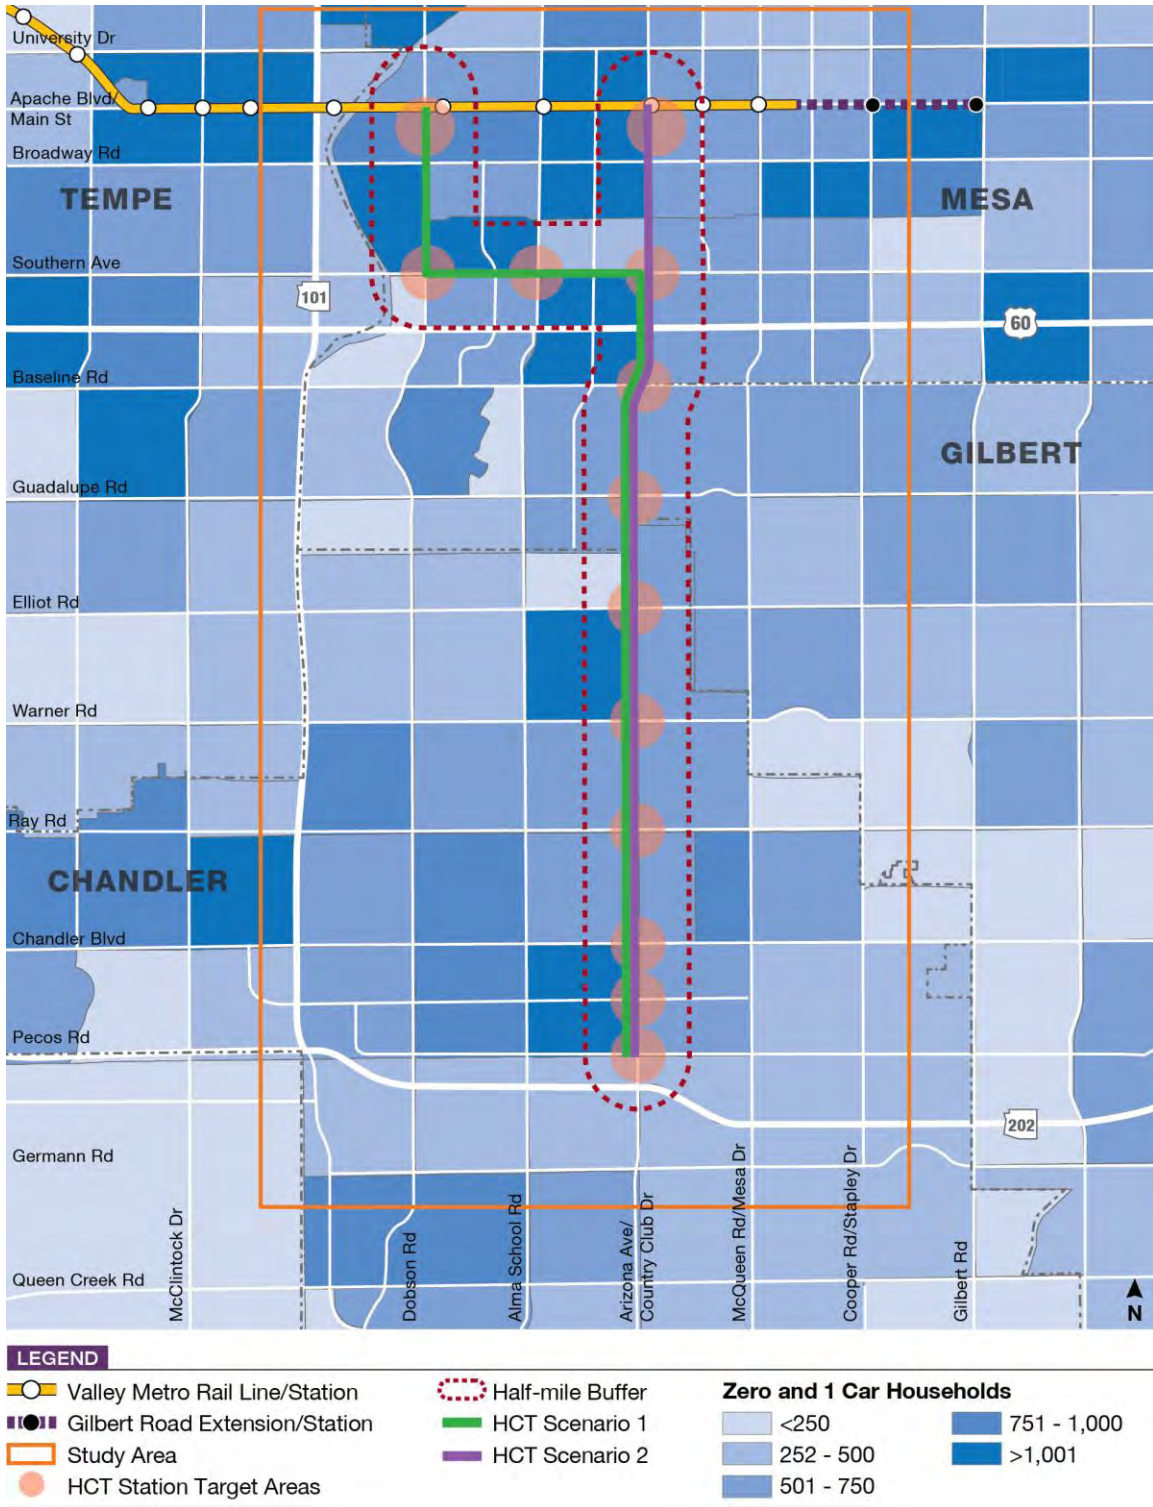 University Dr
Apache Blvd/
Main St
Broadway Rd
TEMPE
MESA
Southern Ave
101
60
Baseline Rd
GILBERT
Guadalupe Rd
Elliot Rd
Warner Rd
Ray Rd
CHANDLER
Chandler Blvd
Pecos Rd
202
Germann Rd
McClintock Dr
Dobson Rd
Alma School Rd
Arizona Ave/
Country Club Dr
McQueen Rd/Mesa Dr
Cooper Rd/Stapley Dr
Gilbert Rd
Queen Creek Rd
N
LEGEND
Valley Metro Rail Line/Station
Gilbert Road Extension/Station
Study Area
HCT Station Target Areas
Half-mile Buffer
HCT Scenario 1
HCT Scenario 2
Zero and 1 Car Households
<250
252 - 500
501 - 750
751 - 1,000
>1,001